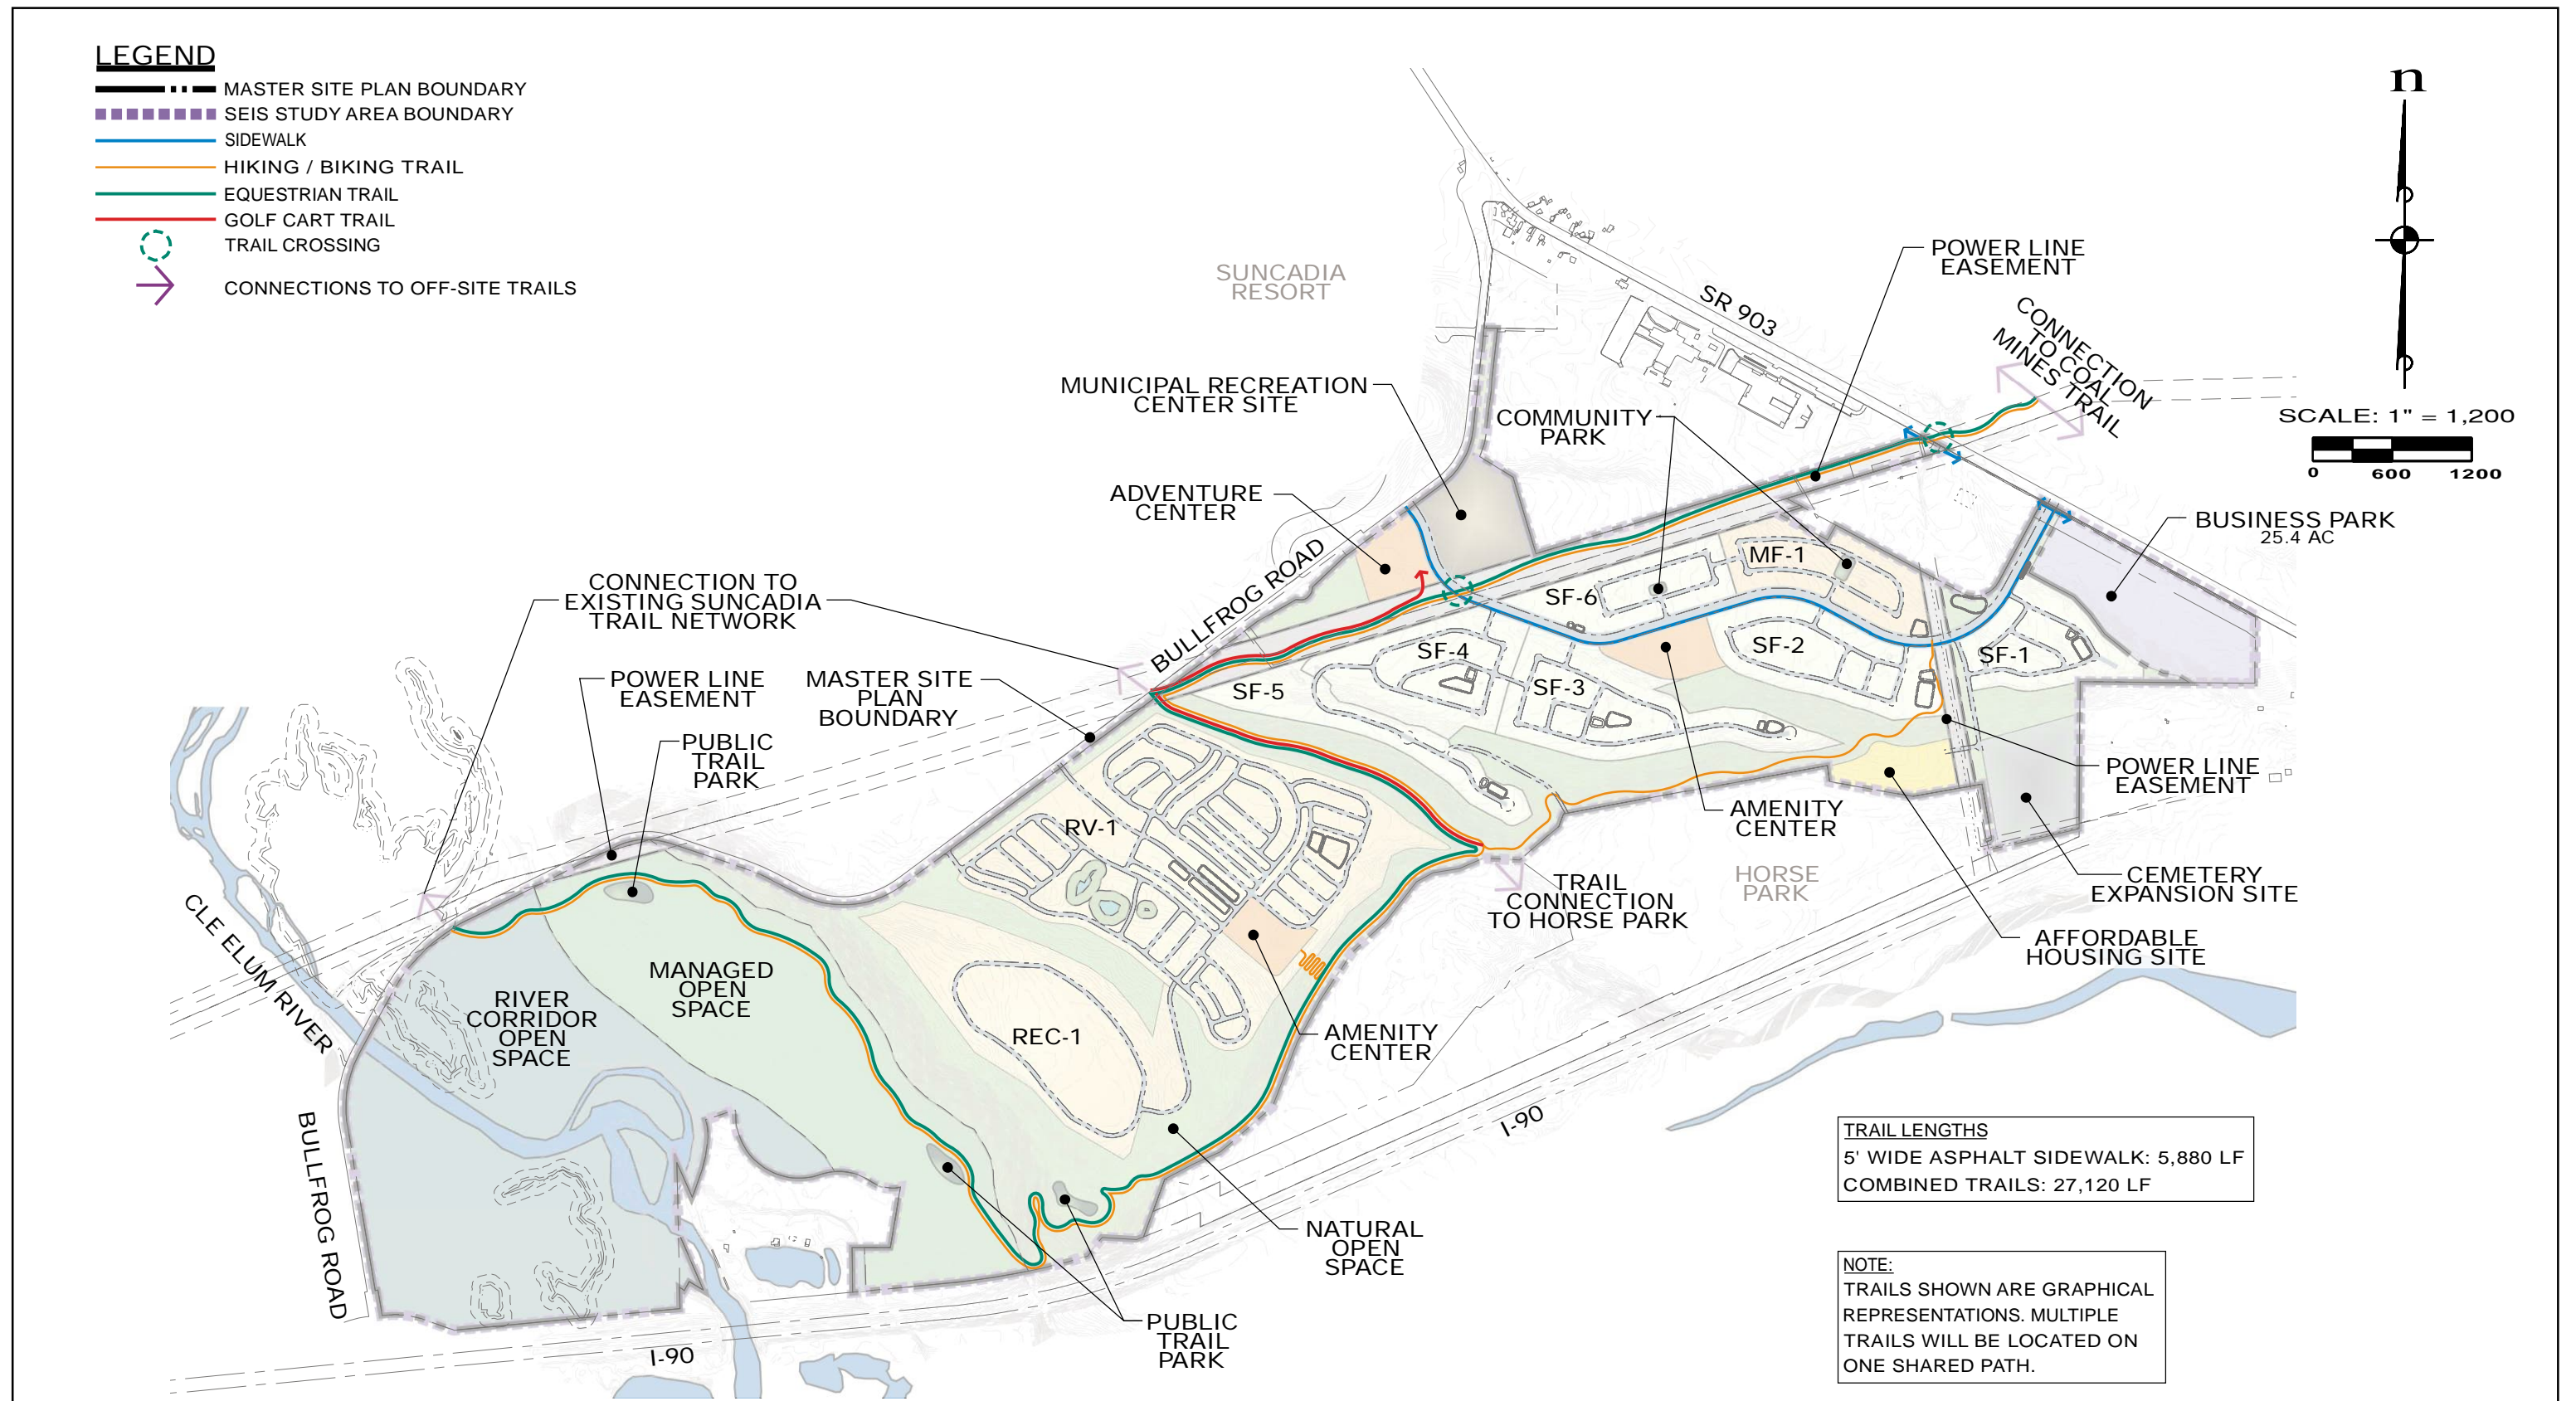 LEGEND
MASTER SITE PLAN BOUNDARY
SEIS STUDY AREA BOUNDARY
SIDEWALK
HIKING / BIKING TRAIL
EQUESTRIAN TRAIL
GOLF CART TRAIL
TRAIL CROSSING
CONNECTIONS TO OFF-SITE TRAILS
n
SCALE: 1" = 1,200
0 600 1200
SUNCADIA
RESORT
SR 903
POWER LINE
EASEMENT
CONNECTION
TO COAL
MINES TRAIL
MUNICIPAL RECREATION
CENTER SITE
COMMUNITY
PARK
ADVENTURE
CENTER
BUSINESS PARK
25.4 AC
BULLFROG ROAD
CONNECTION TO
EXISTING SUNCADIA
TRAIL NETWORK
MF-1
SF-6
SF-4
SF-2
SF-1
SF-3
SF-5
POWER LINE
EASEMENT
MASTER SITE
PLAN
BOUNDARY
PUBLIC
TRAIL
PARK
POWER LINE
EASEMENT
AMENITY
CENTER
RV-1
HORSE
PARK
TRAIL
CONNECTION
TO HORSE PARK
CEMETERY
EXPANSION SITE
AFFORDABLE
HOUSING SITE
CLE ELUM RIVER
MANAGED
OPEN
SPACE
RIVER
CORRIDOR
OPEN
SPACE
REC-1
AMENITY
CENTER
I-90
BULLFROG ROAD
NATURAL
OPEN
SPACE
PUBLIC
TRAIL
PARK
I-90
TRAIL LENGTHS
5' WIDE ASPHALT SIDEWALK: 5,880 LF
COMBINED TRAILS: 27,120 LF
NOTE:
TRAILS SHOWN ARE GRAPHICAL
REPRESENTATIONS. MULTIPLE
TRAILS WILL BE LOCATED ON
ONE SHARED PATH.